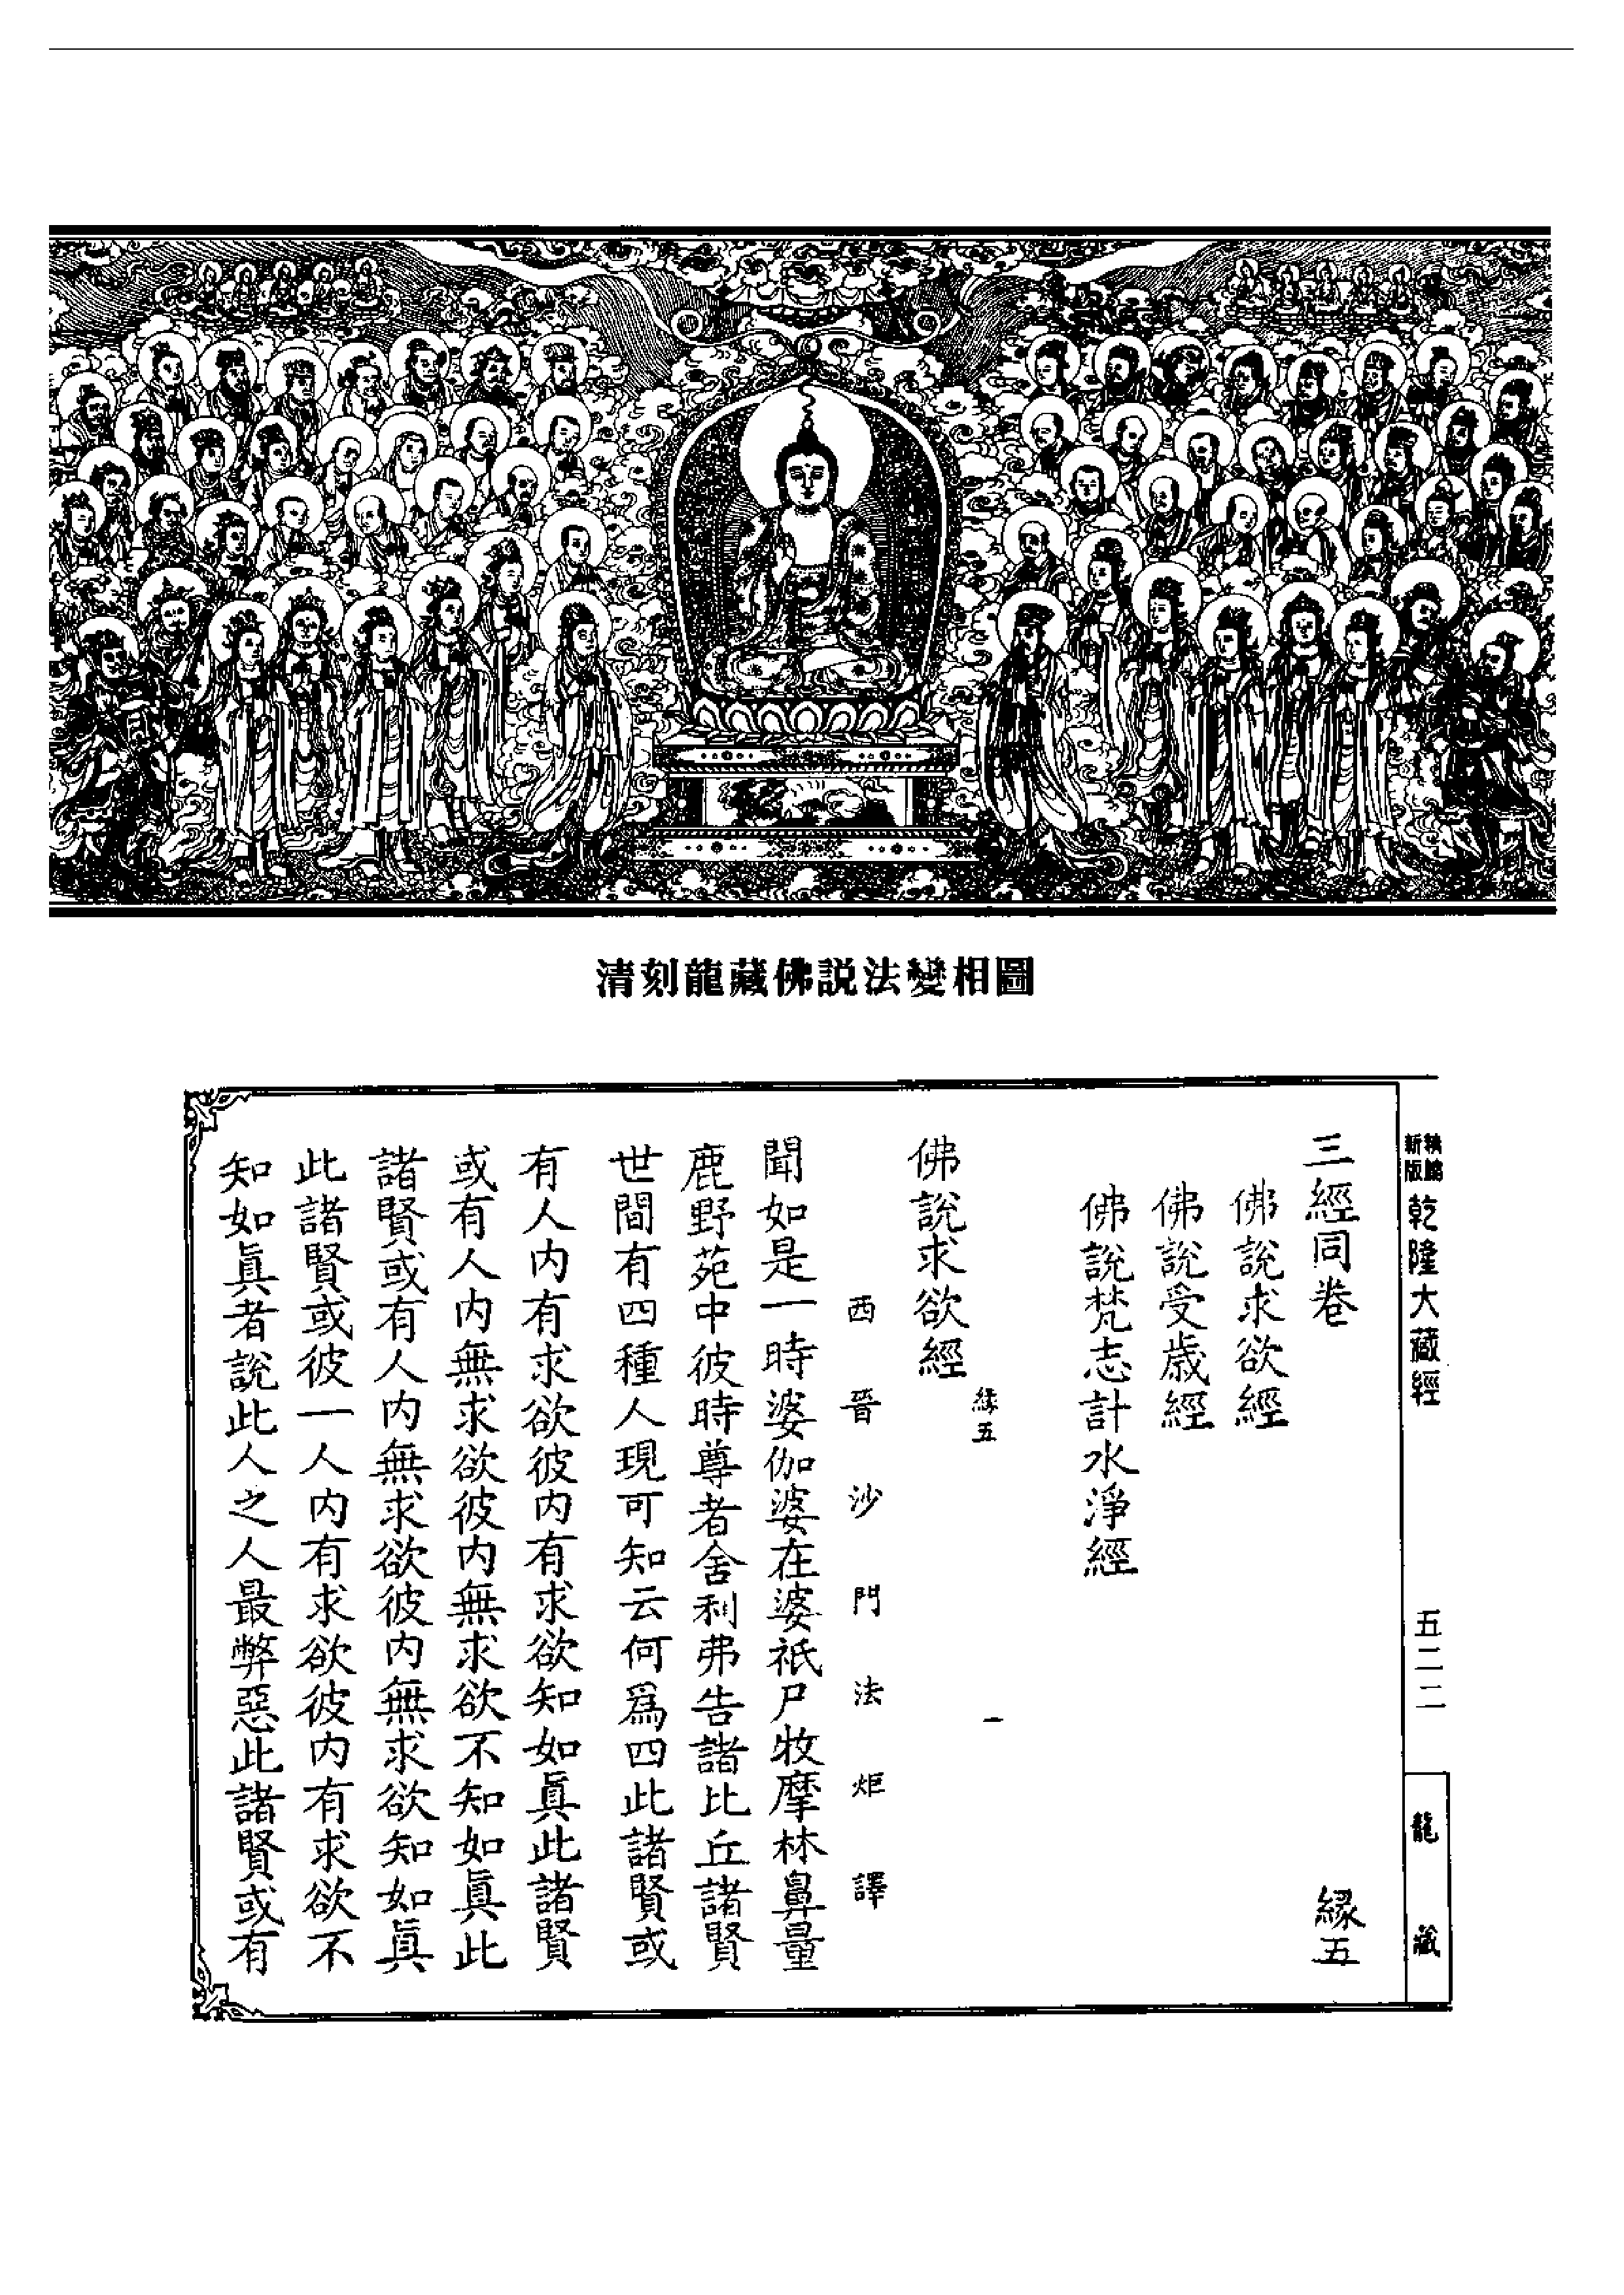 清刻龍藏佛説法變相圖
新版
精縮
乾隆大藏經
五二二
龍藏
三經同卷
緣五
佛說求欲經
佛說受歲經
佛說梵志計水淨經
緣五
一
佛說求欲經
西晉沙門法炬譯
聞如是一時婆伽婆在婆祇尸牧摩林鼻量
鹿野苑中彼時尊者舍利弗告諸比丘諸賢
世間有四種人現可知云何爲四此諸賢或
有人內有求欲彼內有求欲知如眞此諸賢
或有人內無求欲彼內無求欲不知如眞此
諸賢或有人內無求欲彼內無求欲知如眞
此諸賢或彼一人內有求欲彼內有求欲不
知如眞者說此人之人最弊惡此諸賢或有